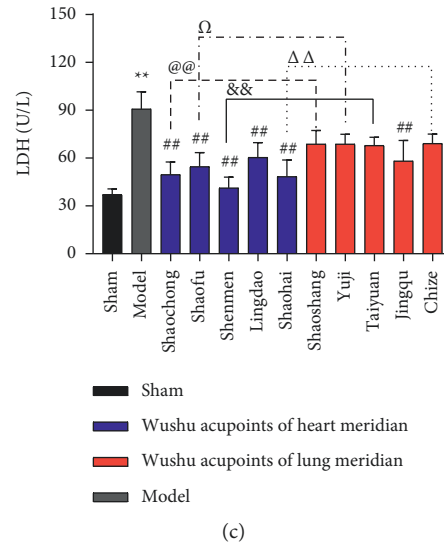 150
120
90
60
30
0
LDH (U/L)
Ω
Δ Δ
@@
&&
**
## ## ## ## ## ##
Sham Model Shaochong Shaofu Shenmen Lingdao Shaohai Shaoshang Yuji Taiyuan Jingqu Chize
Sham
Wushu acupoints of heart meridian
Wushu acupoints of lung meridian
Model
(c)